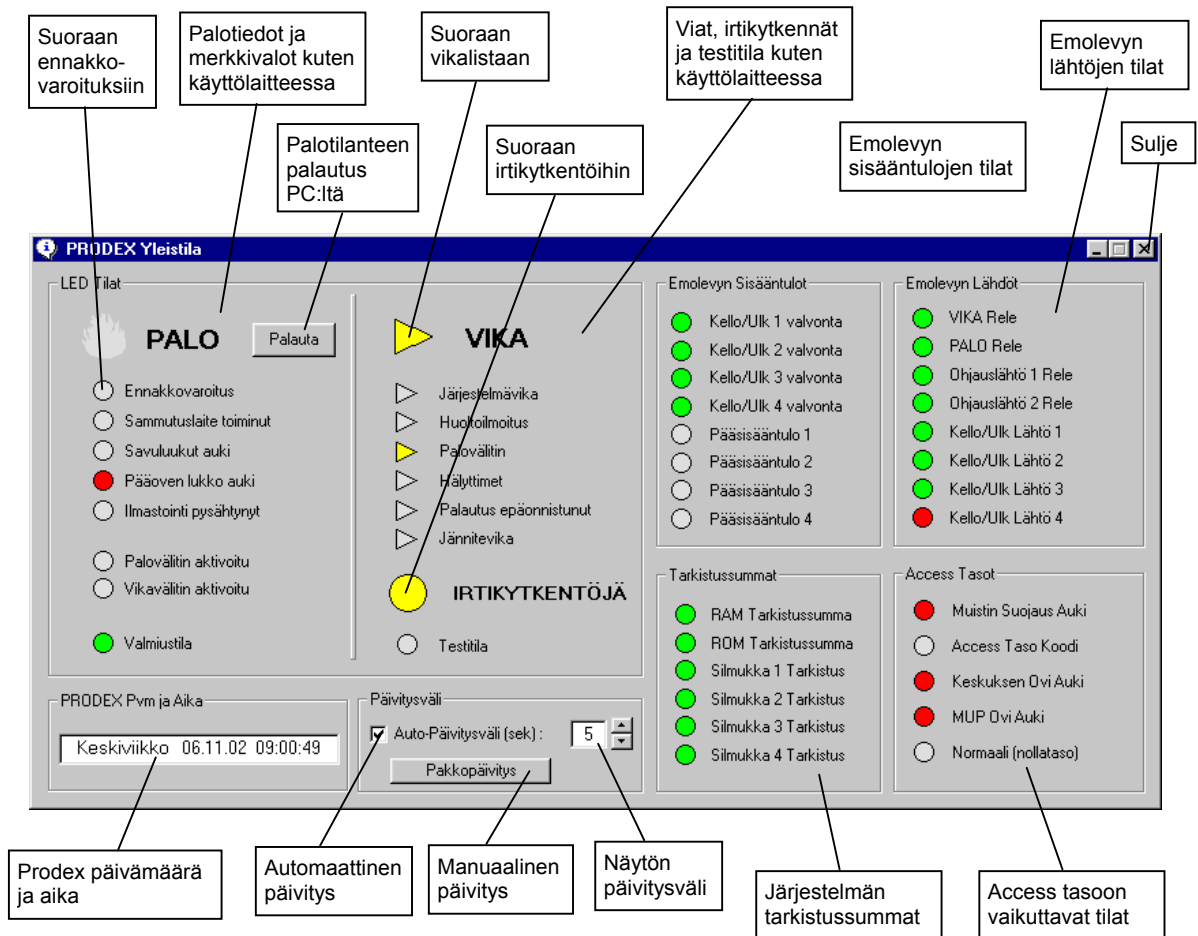 Suoraan
ennakko-
varoituksiin
Palotiedot ja
merkkivalot kuten
käyttölaitteessa
Suoraan
vikalistaan
Viat, irtikytkennät
ja testitila kuten
käyttölaitteessa
Emolevyn
lähtöjen tilat
Palotilanteen
palautus
PC:ltä
Suoraan
irtikytkentöihin
Emolevyn
sisääntulojen tilat
Sulje
PRODEX Yleistila
LED Tilat
PALO
Palauta
Ennakkovaroitus
Sammutuslaite toiminut
Savuluukut auki
Pääoven lukko auki
Ilmastointi pysähtynyt
Palovälitin aktivoitu
Vikavälitin aktivoitu
Valmiustila
VIKA
Järjestelmävika
Huoltoilmoitus
Palovälitin
Hälyttimet
Palautus epäonnistunut
Jännitevika
IRTIKYTKENTÖJÄ
Testitila
Emolevyn Sisääntulot
Kello/Ulk 1 valvonta
Kello/Ulk 2 valvonta
Kello/Ulk 3 valvonta
Kello/Ulk 4 valvonta
Pääsisääntulo 1
Pääsisääntulo 2
Pääsisääntulo 3
Pääsisääntulo 4
Emolevyn Lähdöt
VIKA Rele
PALO Rele
Ohjauslähtö 1 Rele
Ohjauslähtö 2 Rele
Kello/Ulk Lähtö 1
Kello/Ulk Lähtö 2
Kello/Ulk Lähtö 3
Kello/Ulk Lähtö 4
Tarkistussummat
RAM Tarkistussumma
ROM Tarkistussumma
Silmukka 1 Tarkistus
Silmukka 2 Tarkistus
Silmukka 3 Tarkistus
Silmukka 4 Tarkistus
Access Tasot
Muistin Suojaus Auki
Access Taso Koodi
Keskuksen Ovi Auki
MUP Ovi Auki
Normaali (nollataso)
PRODEX Pvm ja Aika
Keskiviikko 06.11.02 09:00:49
Päivitysväli
Auto-Päivitysväli (sek) : 5
Pakkopäivitys
Prodex päivämäärä
ja aika
Automaattinen
päivitys
Manuaalinen
päivitys
Näytön
päivitysväli
Järjestelmän
tarkistussummat
Access tasoon
vaikuttavat tilat